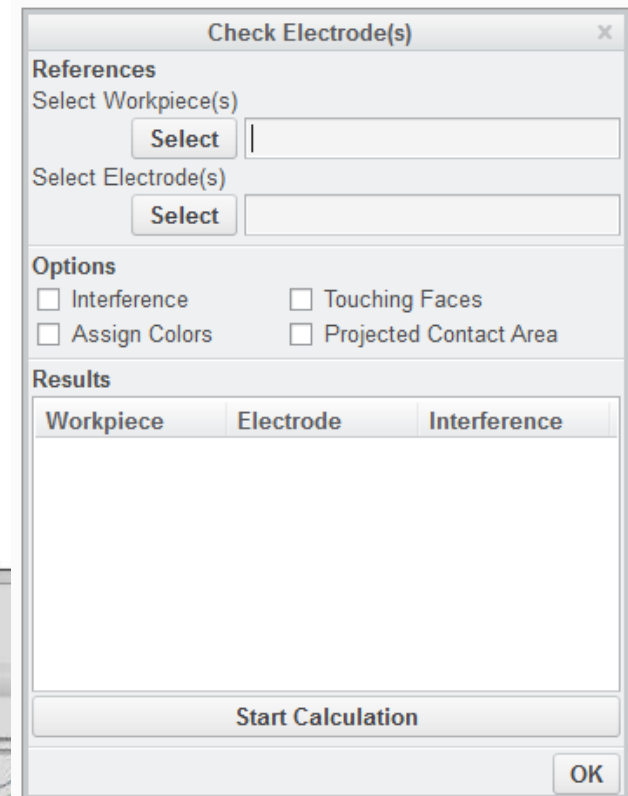 Check Electrode(s) ×
References
Select Workpiece(s)
Select
Select Electrode(s)
Select
Options
Interference Touching Faces
Assign Colors Projected Contact Area
Results
Workpiece Electrode Interference
Start Calculation
OK